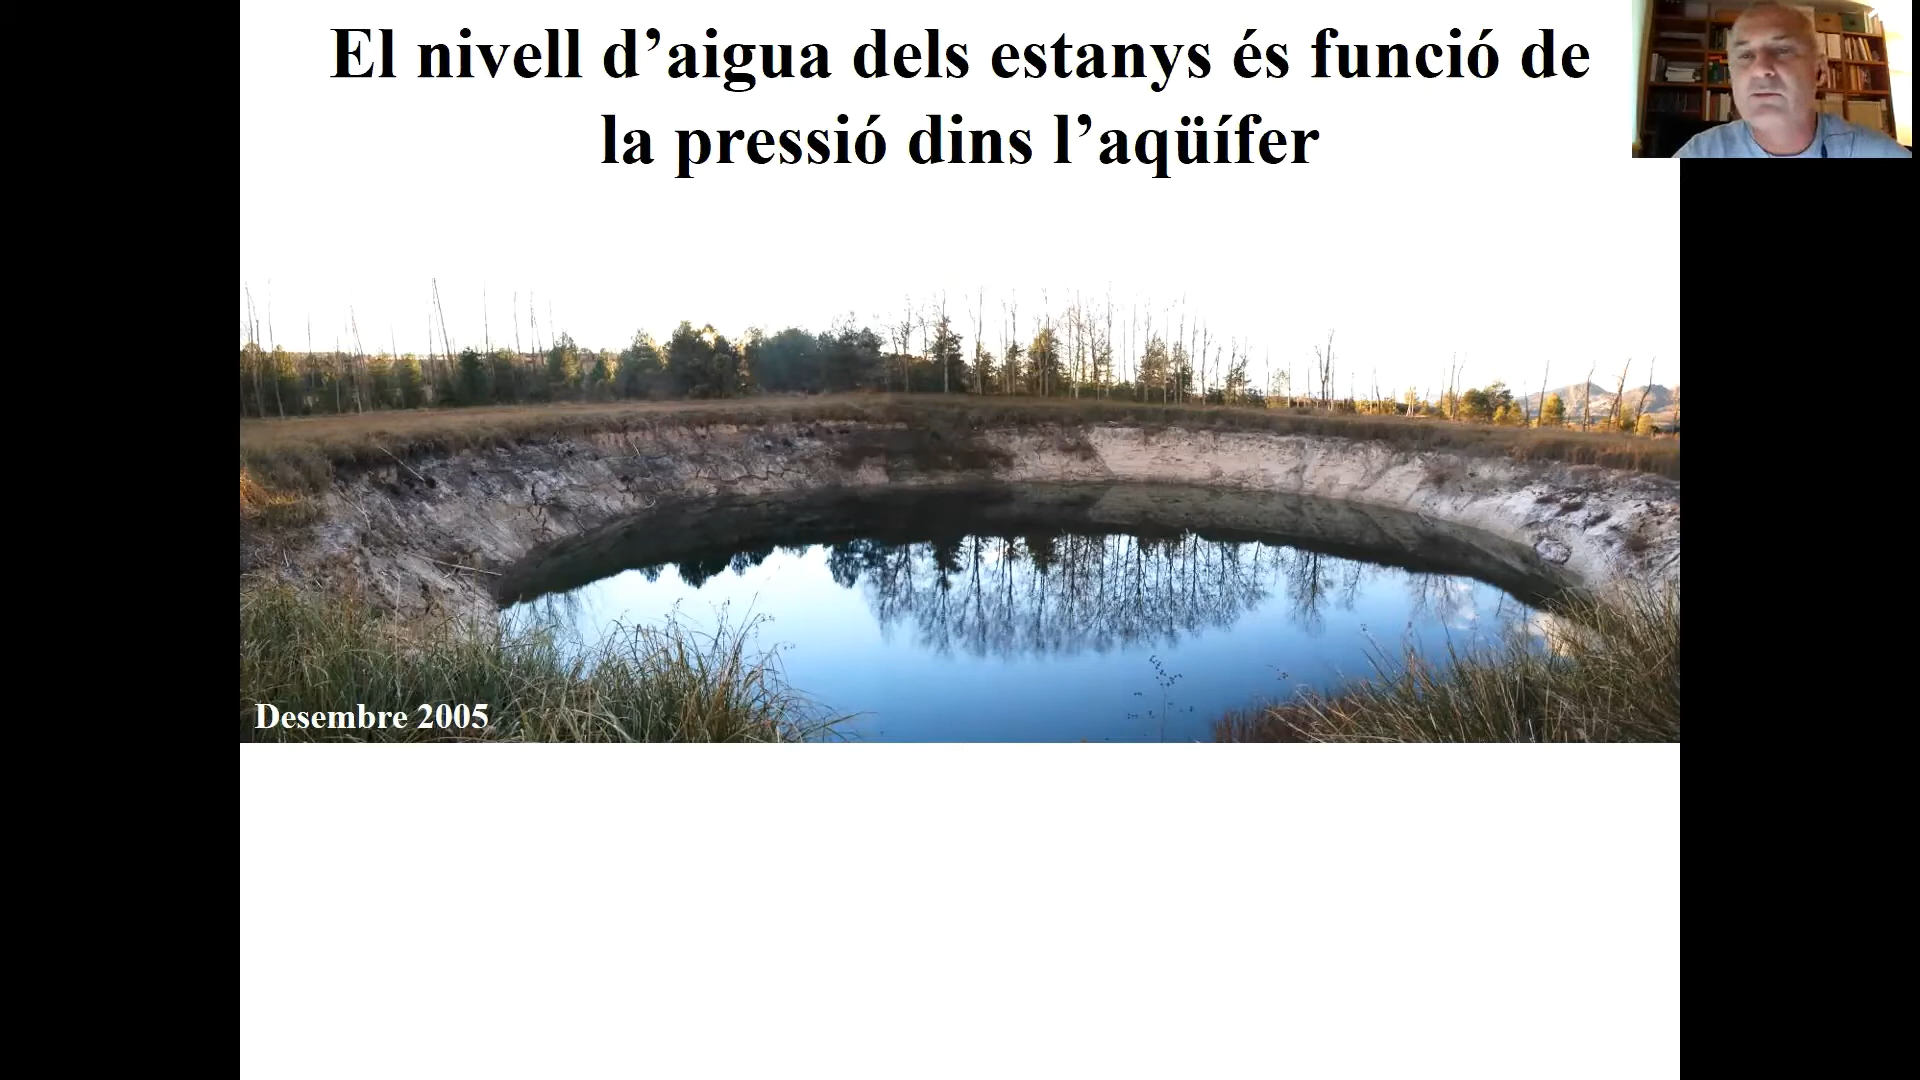 El nivell d’aigua dels estanys és funció de
la pressió dins l’aqüífer
Desembre 2005